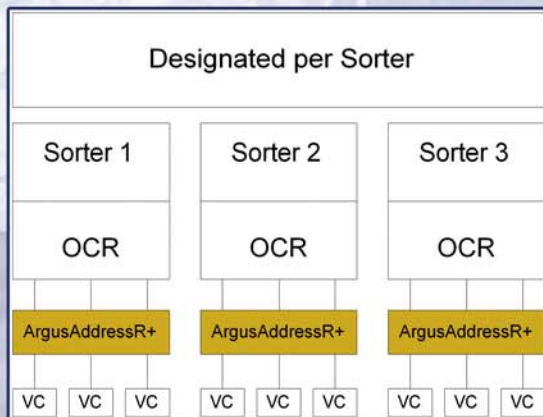 Designated per Sorter
Sorter 1 Sorter 2 Sorter 3
OCR OCR OCR
ArgusAddressR+ ArgusAddressR+ ArgusAddressR+
VC VC VC VC VC VC VC VC VC